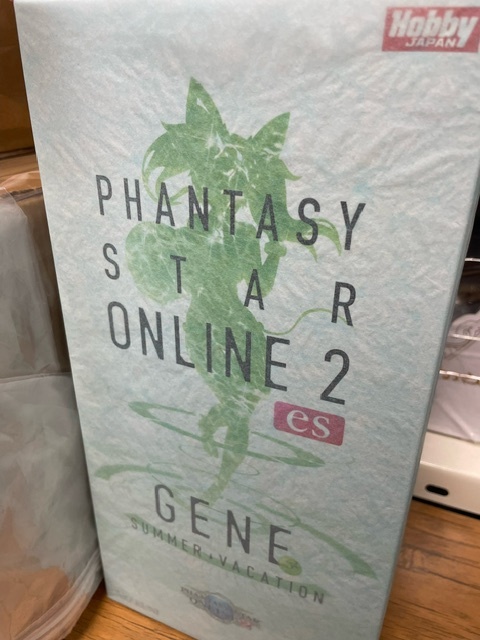 Hobby
JAPAN
PHANTASY
STAR
ONLINE 2
es
GENE
SUMMER VACATION